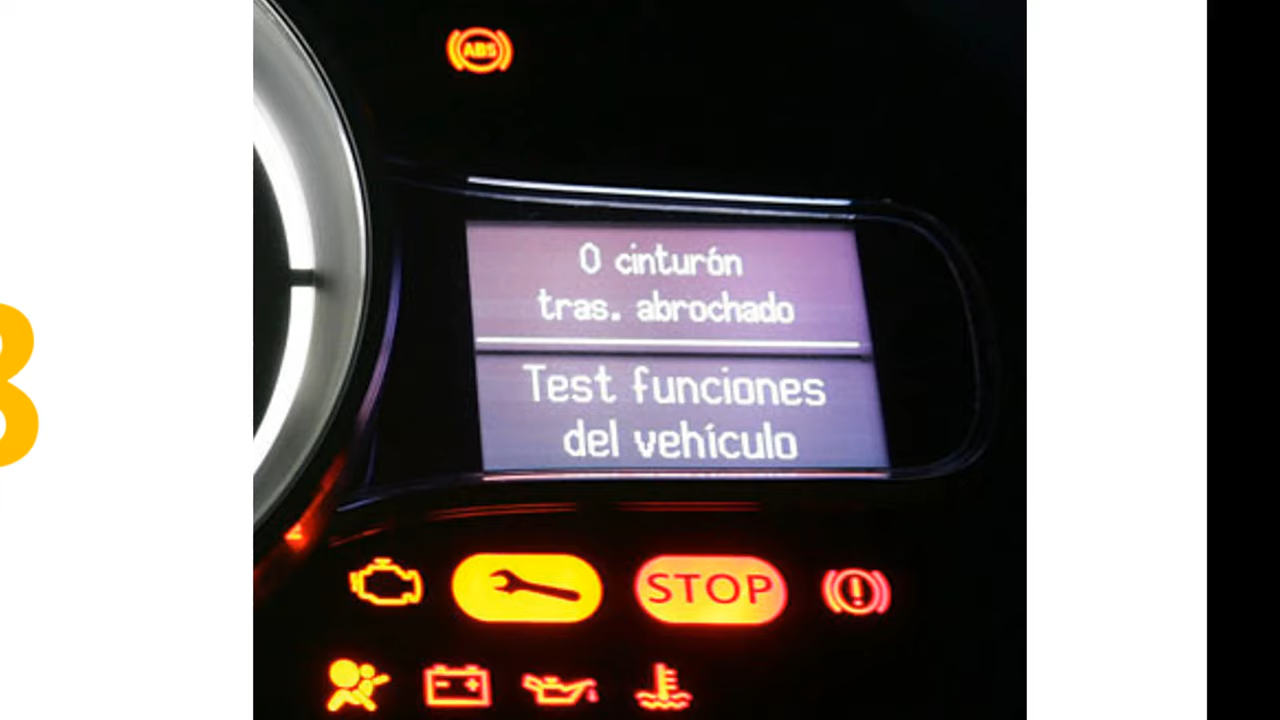 ABS
0 cinturón
tras. abrochado
Test funciones
del vehículo
STOP